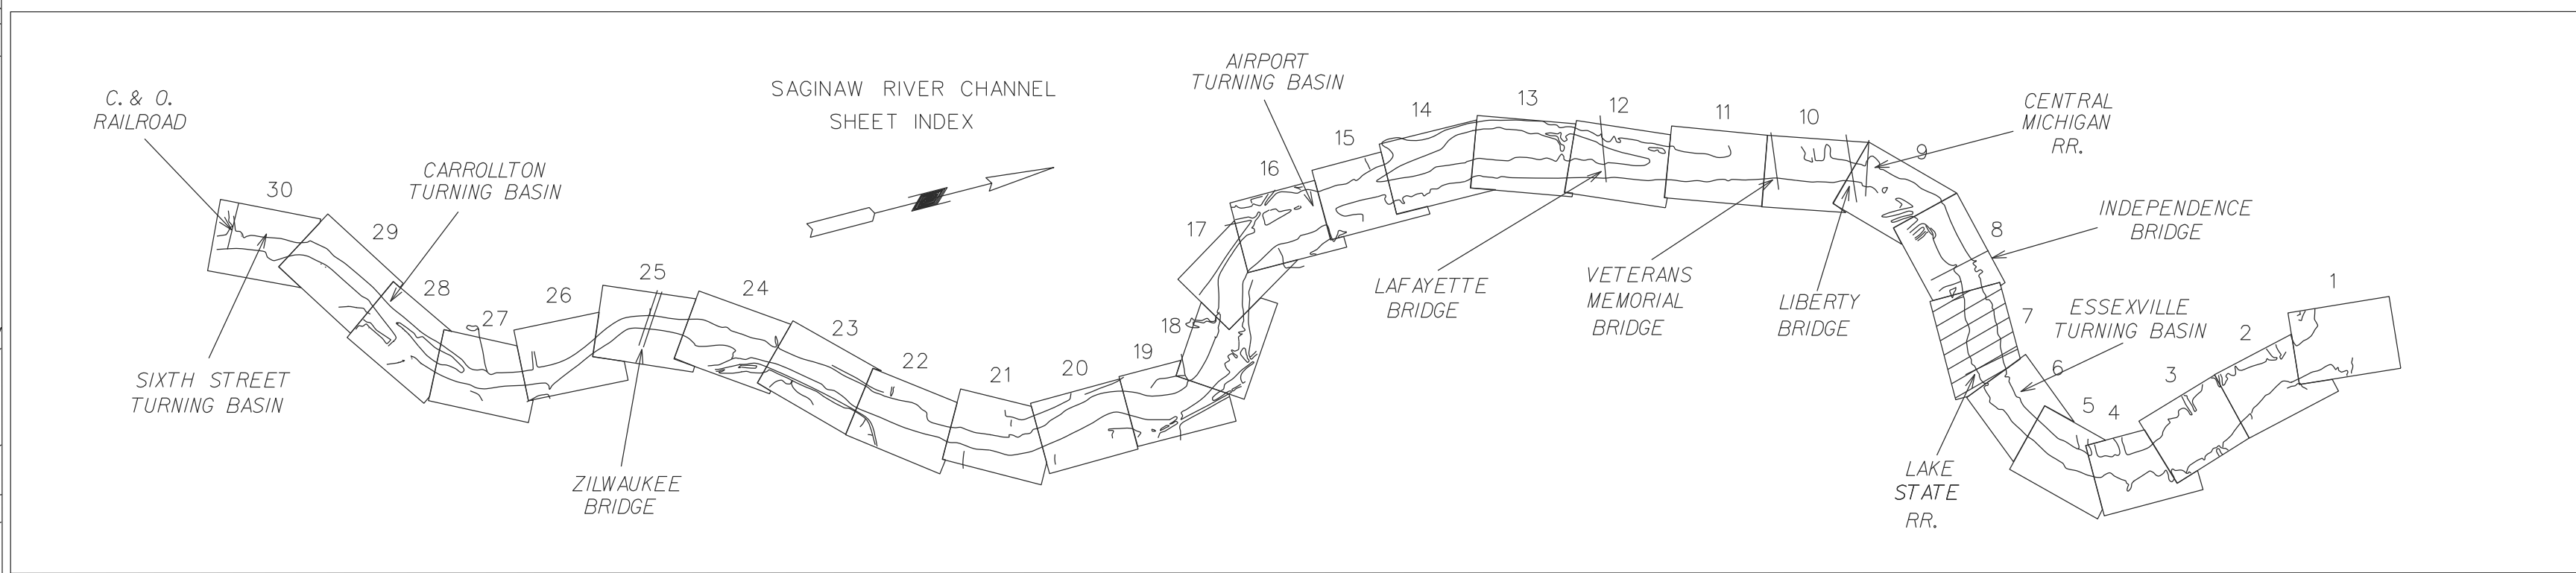 SAGINAW RIVER CHANNEL
SHEET INDEX
C. & O.
RAILROAD
30
29
CARROLLTON
TURNING BASIN
28
27
26
25
24
23
22
21
20
19
18
17
16
AIRPORT
TURNING BASIN
15
14
13
12
11
10
9
CENTRAL
MICHIGAN
RR.
8
INDEPENDENCE
BRIDGE
7
ESSEXVILLE
TURNING BASIN
6
5
4
3
2
1
SIXTH STREET
TURNING BASIN
ZILWAUKEE
BRIDGE
LAFAYETTE
BRIDGE
VETERANS
MEMORIAL
BRIDGE
LIBERTY
BRIDGE
LAKE
STATE
RR.